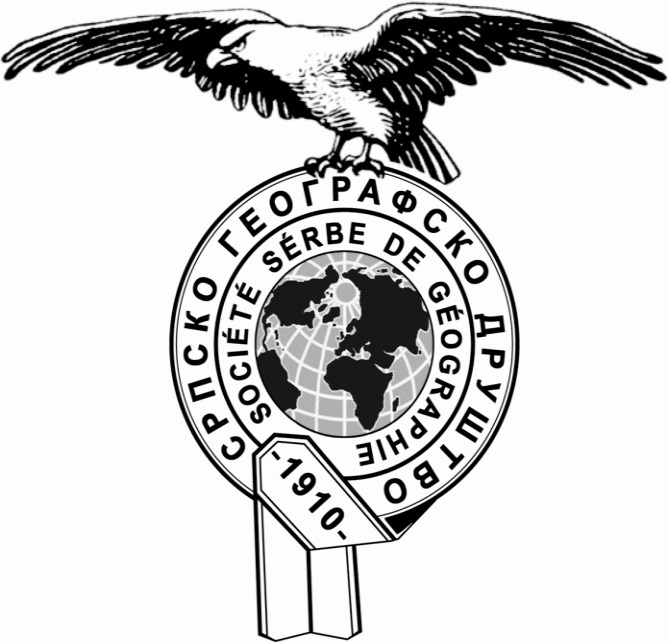 СРПСКО ГЕОГРАФСКО ДРУШТВО
SOCIÉTÉ SÉRBE DE GÉOGRAPHIE
-1910-